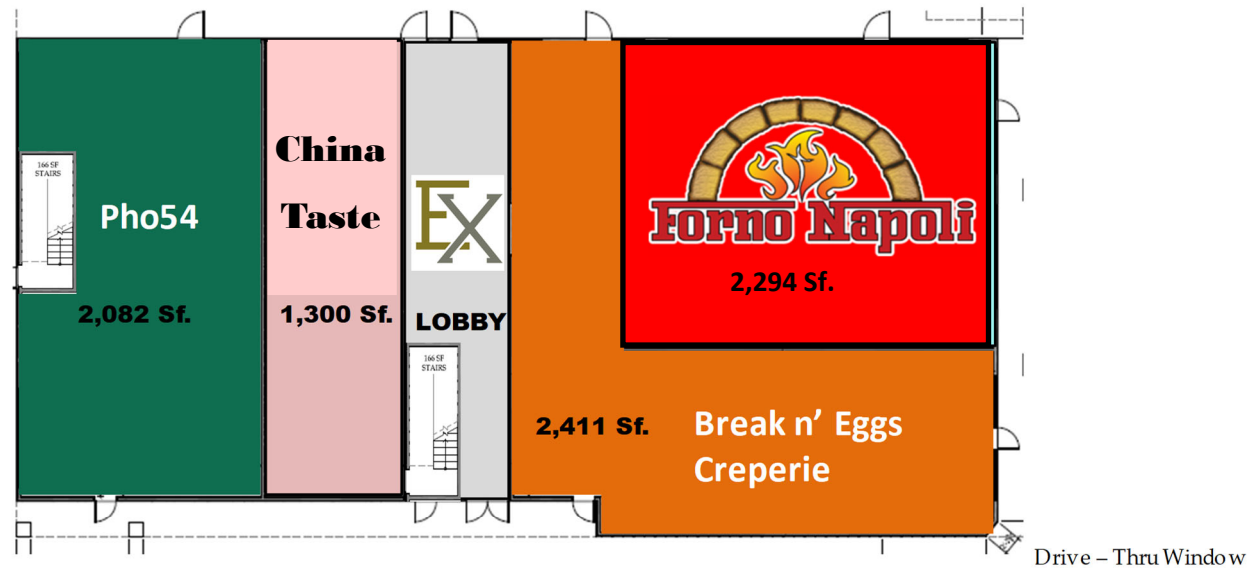 166 SF
STAIRS
Pho54
2,082 Sf.
China
Taste
1,300 Sf.
EX
LOBBY
166 SF
STAIRS
Forno Napoli
2,294 Sf.
2,411 Sf.
Break n’ Eggs
Creperie
Drive – Thru Window